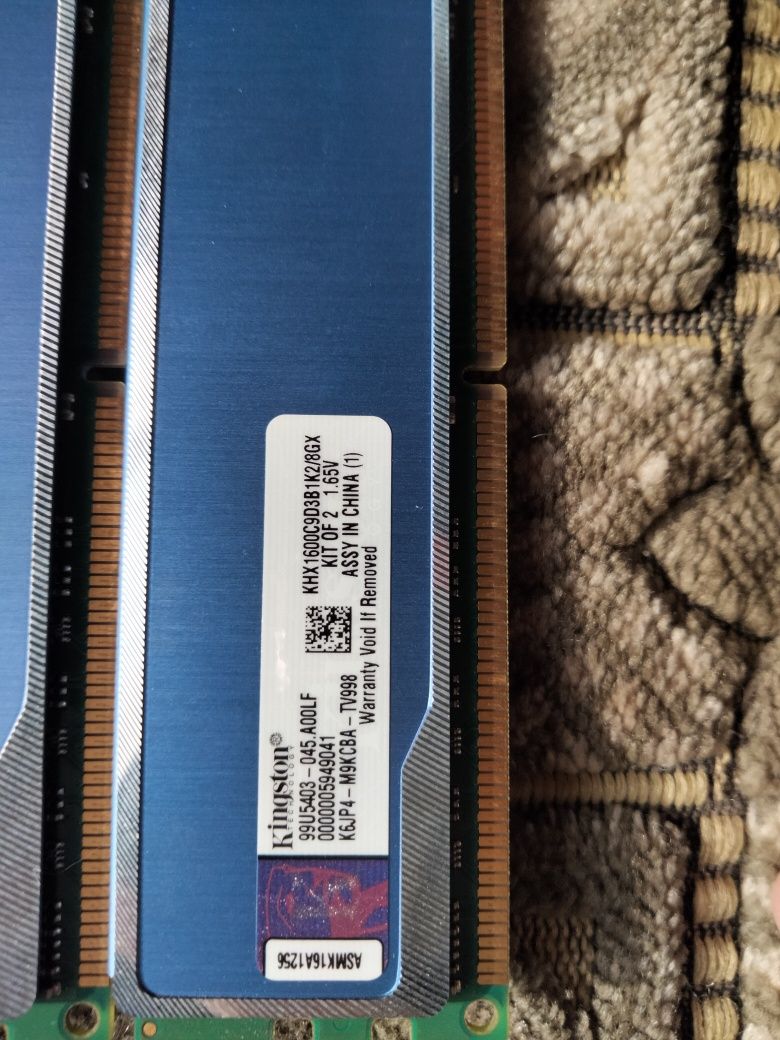 Kingston®
TECHNOLOGY
99U5403-045.A00LF
0000005949041
K6JP4-M9KCBA-TV998
KHX1600C9D3B1K2/8GX
KIT OF 2 1.65V
ASSY IN CHINA (1)
Warranty Void If Removed
ASMK16A1256